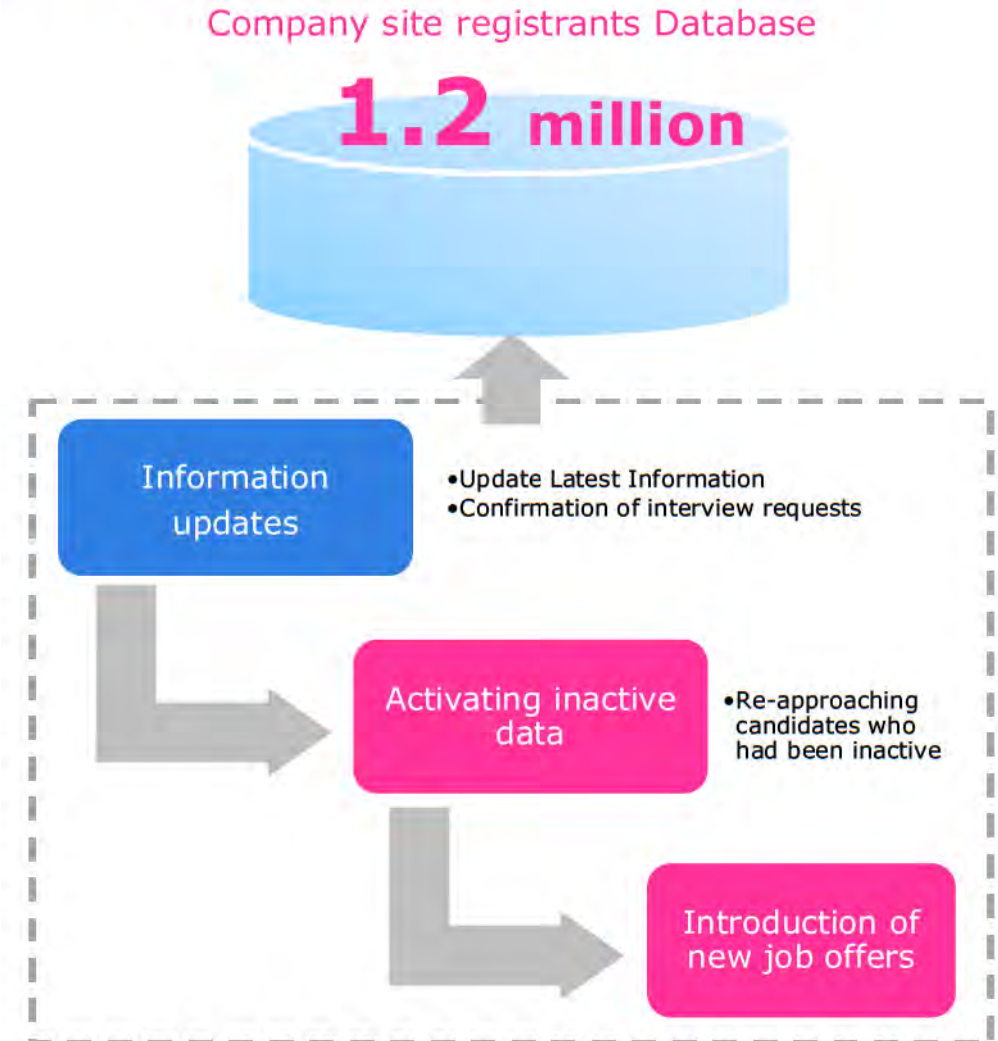 Company site registrants Database
1.2 million
Information
updates
•Update Latest Information
•Confirmation of interview requests
Activating inactive
data
•Re-approaching
candidates who
had been inactive
Introduction of
new job offers